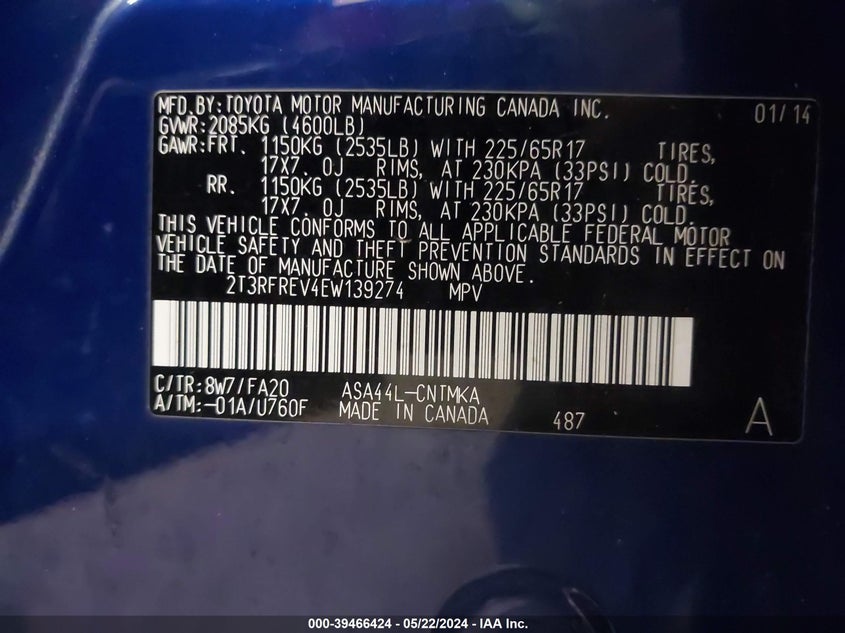 MFD.BY:TOYOTA MOTOR MANUFACTURING CANADA INC. 01/14
GVWR:2085KG (4600LB)
GAWR:FRT. 1150KG (2535LB) WITH 225/65R17 TIRES,
17X7. 0J RIMS, AT 230KPA (33PSI) COLD.
RR. 1150KG (2535LB) WITH 225/65R17 TIRES,
17X7. 0J RIMS, AT 230KPA (33PSI) COLD.
THIS VEHICLE CONFORMS TO ALL APPLICABLE FEDERAL MOTOR
VEHICLE SAFETY AND THEFT PREVENTION STANDARDS IN EFFECT ON
THE DATE OF MANUFACTURE SHOWN ABOVE.
2T3RFREV4EW139274 MPV
C/TR:8W7/FA20 ASA44L-CNTMKA
A/TM:-01A/U760F MADE IN CANADA 487 A
000-39466424 - 05/22/2024 - IAA Inc.